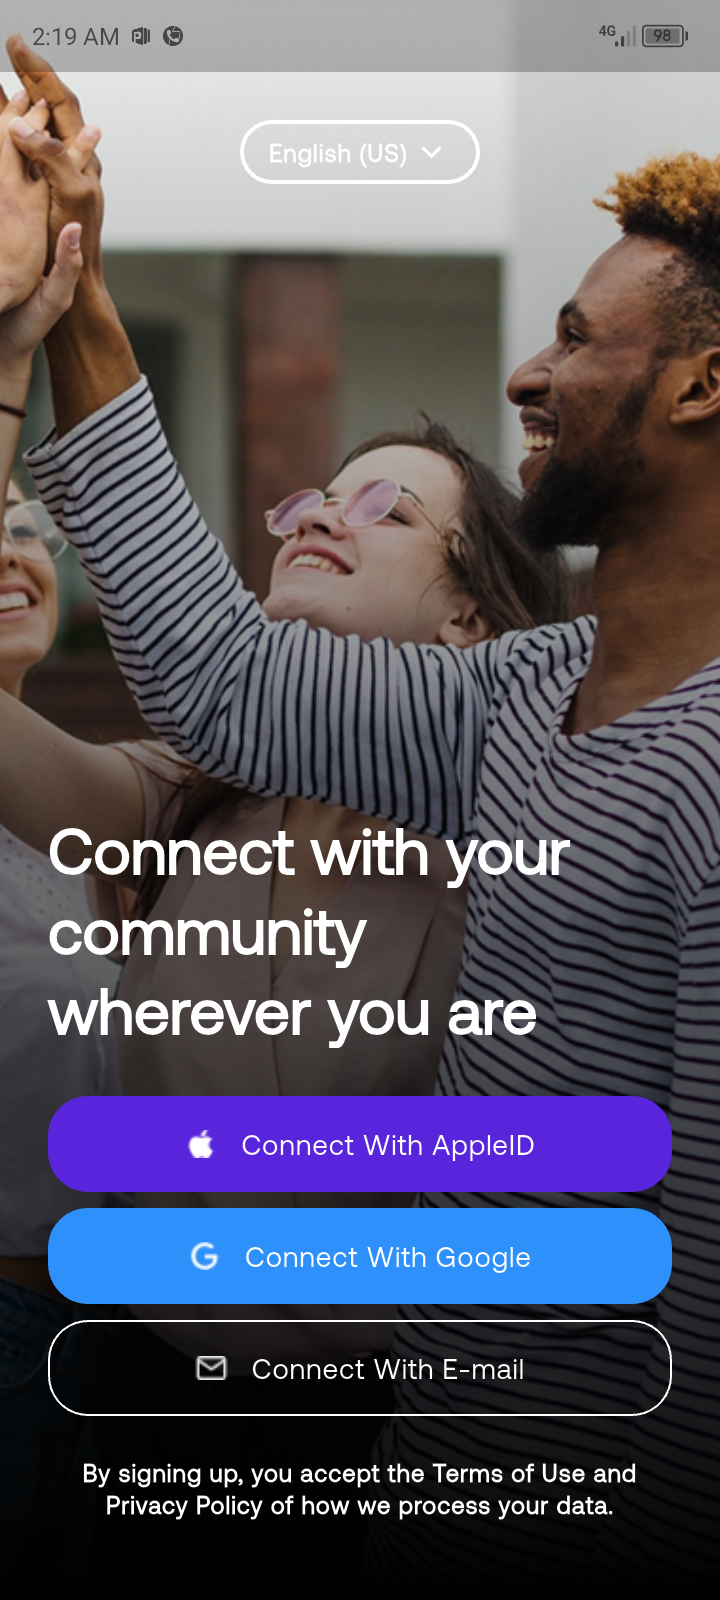 2:19 AM
4G 98
English (US)
Connect with your
community
wherever you are
Connect With AppleID
Connect With Google
Connect With E-mail
By signing up, you accept the Terms of Use and
Privacy Policy of how we process your data.